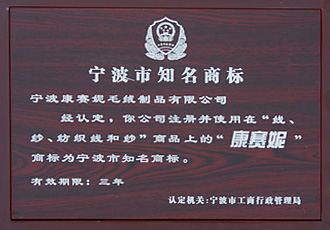 宁波市知名商标
宁波康赛妮毛绒制品有限公司
经认定，你公司注册并使用在“线、
纱、纺织线和纱”商品上的“康赛妮”
商标为宁波市知名商标。
有效期限：三年
认定机关：宁波市工商行政管理局